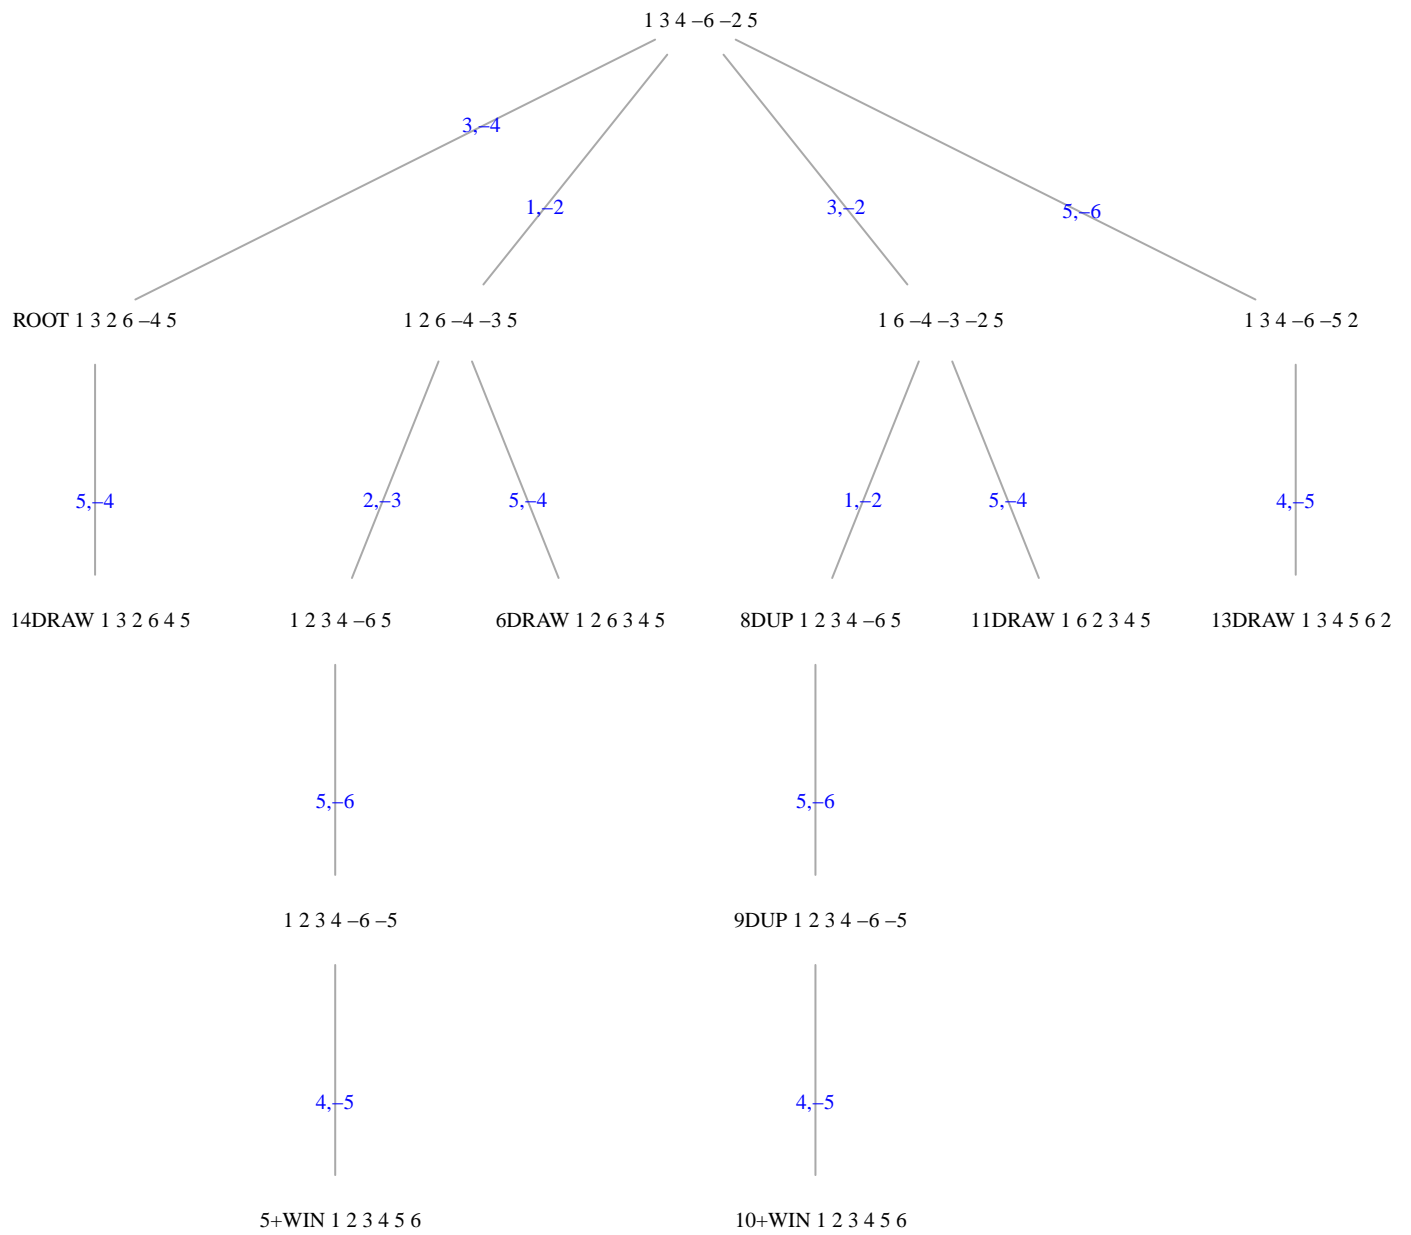 1 3 4 –6 –2 5
3,–4
1,–2
3,–2
5,–6
ROOT 1 3 2 6 –4 5
1 2 6 –4 –3 5
1 6 –4 –3 –2 5
1 3 4 –6 –5 2
5,–4
2,–3
5,–4
1,–2
5,–4
4,–5
14DRAW 1 3 2 6 4 5
1 2 3 4 –6 5
6DRAW 1 2 6 3 4 5
8DUP 1 2 3 4 –6 5
11DRAW 1 6 2 3 4 5
13DRAW 1 3 4 5 6 2
5,–6
5,–6
1 2 3 4 –6 –5
9DUP 1 2 3 4 –6 –5
4,–5
4,–5
5+WIN 1 2 3 4 5 6
10+WIN 1 2 3 4 5 6